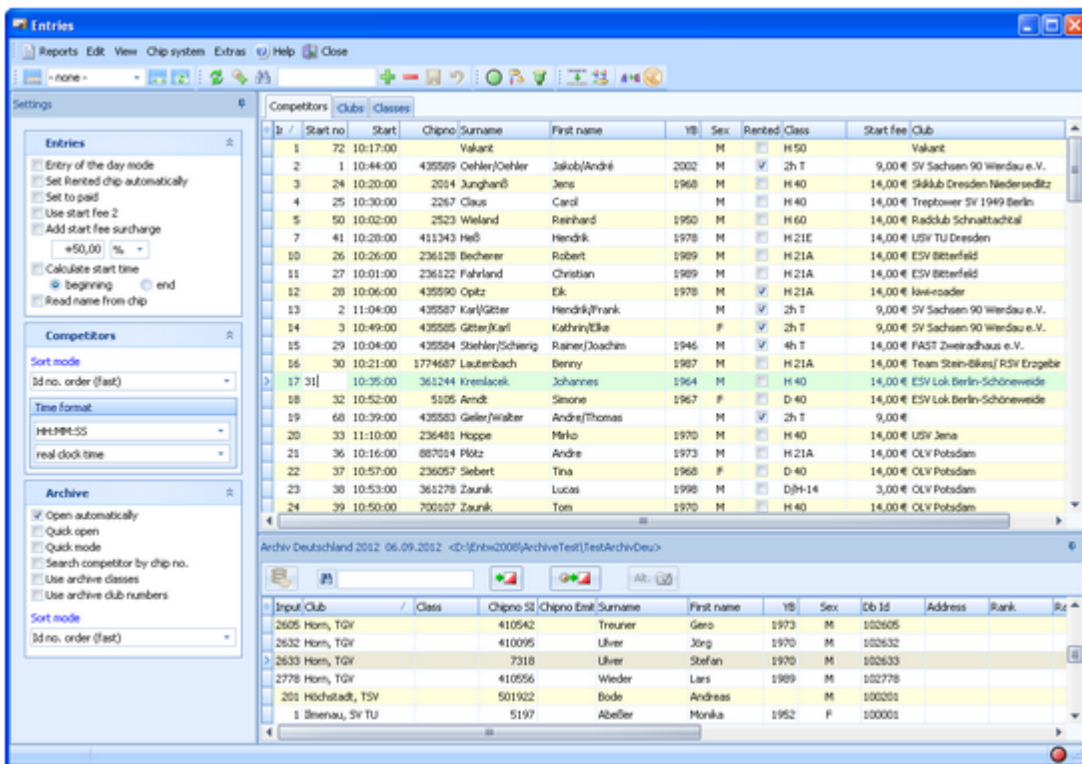 Entries
Reports Edit View Chip system Extras Help Close
- none -
Settings
Entries
Entry of the day mode
Set Rented chip automatically
Set to paid
Use start fee 2
Add start fee surcharge
+50,00 %
Calculate start time
beginning end
Read name from chip
Competitors
Sort mode
Id no. order (fast)
Time format
HH:MM:SS
real clock time
Archive
Open automatically
Quick open
Quick mode
Search competitor by chip no.
Use archive classes
Use archive club numbers
Sort mode
Id no. order (fast)
Competitors Clubs Classes
Start no Start Chipno Surname First name YB Sex Rented Class Start fee Club
1 72 10:17:00 Vakant M H 50 Vakant
2 1 10:44:00 435589 Oehler/Oehler Jakob/André 2002 M 2h T 9,00 € SV Sachsen 90 Werdau e.V.
3 24 10:20:00 2014 Junghanß Jens 1968 M H 40 14,00 € Skiklub Dresden Niedersedlitz
4 25 10:30:00 2267 Claus Carol M H 40 14,00 € Treptower SV 1949 Berlin
5 50 10:02:00 2523 Wieland Reinhard 1950 M H 60 14,00 € Radclub Schnaittachtal
7 41 10:28:00 411343 Heß Hendrik 1978 M H 21E 14,00 € USV TU Dresden
10 26 10:26:00 236128 Becherer Robert 1989 M H 21A 14,00 € ESV Bitterfeld
11 27 10:01:00 236122 Fahrland Christian 1989 M H 21A 14,00 € ESV Bitterfeld
12 28 10:06:00 435590 Opitz Eik 1978 M H 21A 14,00 € kiwi-roader
13 2 11:04:00 435587 Karl/Gitter Hendrik/Frank M 2h T 9,00 € SV Sachsen 90 Werdau e.V.
14 3 10:49:00 435585 Gitter/Karl Kathrin/Elke F 2h T 9,00 € SV Sachsen 90 Werdau e.V.
15 29 10:04:00 435584 Stiehler/Schierig Rainer/Joachim 1946 M 4h T 14,00 € FAST Zweiradhaus e.V.
16 30 10:21:00 1774687 Lautenbach Benny 1987 M H 21A 14,00 € Team Stein-Bikes/ RSV Erzgebir
17 31 10:35:00 361244 Kremlacek Johannes 1964 M H 40 14,00 € ESV Lok Berlin-Schöneweide
18 32 10:52:00 5105 Arndt Simone 1967 F D 40 14,00 € ESV Lok Berlin-Schöneweide
19 68 10:39:00 435583 Gieler/Walter Andre/Thomas M 2h T 9,00 €
20 33 11:10:00 236481 Hoppe Mirko 1970 M H 40 14,00 € USV Jena
21 36 10:16:00 887014 Plötz Andre 1973 M H 21A 14,00 € OLV Potsdam
22 37 10:57:00 236057 Siebert Tina 1968 F D 40 14,00 € OLV Potsdam
23 38 10:53:00 361278 Zaunik Lucas 1998 M D/H-14 3,00 € OLV Potsdam
24 39 10:50:00 700107 Zaunik Tom 1970 M H 40 14,00 € OLV Potsdam
Archiv Deutschland 2012 06.09.2012 <D:\Entw2008\ArchiveTest\TestArchivDeu>
Alt.
Input Club Class Chipno SI Chipno Emit Surname First name YB Sex Db Id Address Rank
2605 Horn, TGV 410542 Treuner Gero 1973 M 102605
2632 Horn, TGV 410095 Ulver Jörg 1970 M 102632
2633 Horn, TGV 7318 Ulver Stefan 1970 M 102633
2778 Horn, TGV 410556 Wieder Lars 1989 M 102778
201 Höchstadt, TSV 501922 Bode Andreas M 100201
1 Ilmenau, SV TU 5197 Abeßer Monika 1952 F 100001